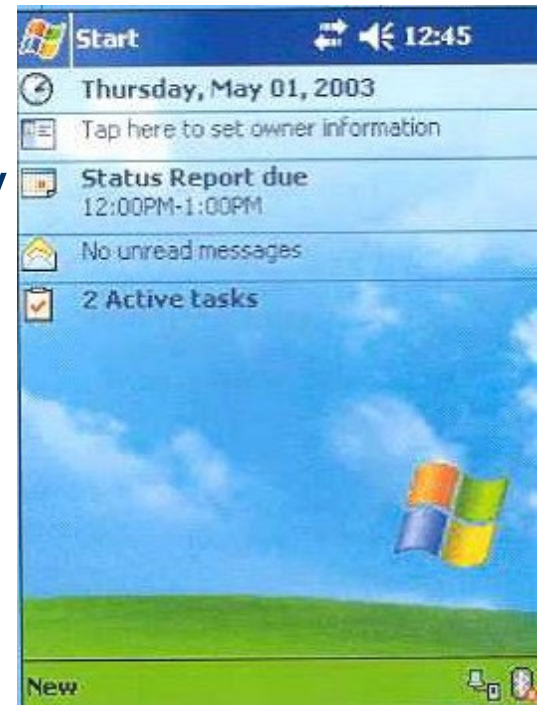 Start 12:45
Thursday, May 01, 2003
Tap here to set owner information
Status Report due
12:00PM-1:00PM
No unread messages
2 Active tasks
New